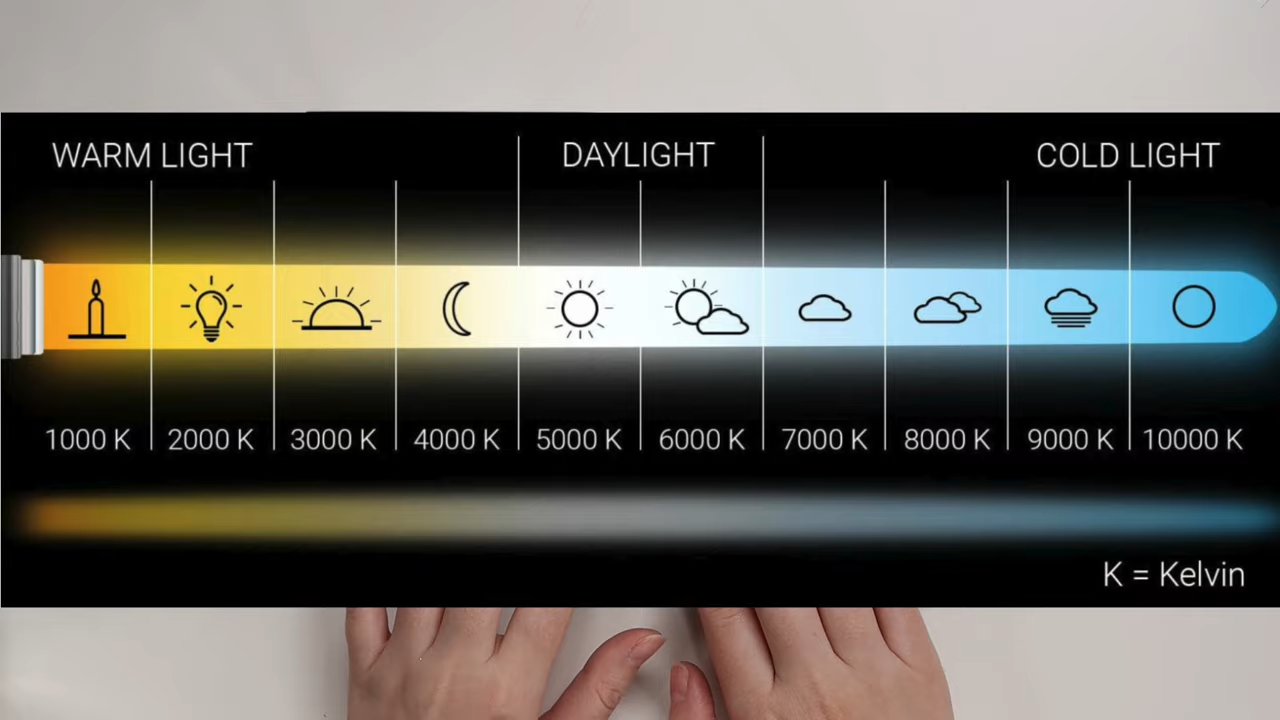 WARM LIGHT
DAYLIGHT
COLD LIGHT
1000 K
2000 K
3000 K
4000 K
5000 K
6000 K
7000 K
8000 K
9000 K
10000 K
K = Kelvin